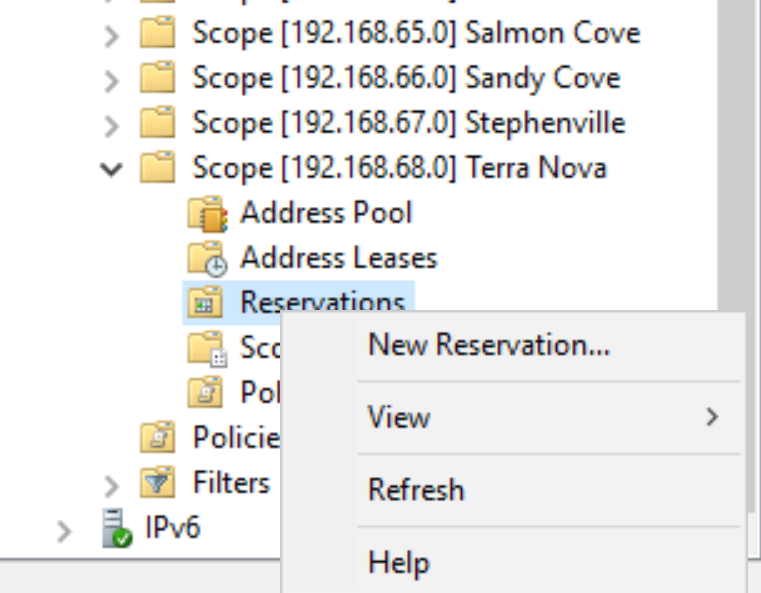 Scope [192.168.65.0] Salmon Cove
Scope [192.168.66.0] Sandy Cove
Scope [192.168.67.0] Stephenville
Scope [192.168.68.0] Terra Nova
Address Pool
Address Leases
Reservations
New Reservation...
Sco
View
Pol
Policie
Refresh
Filters
IPv6
Help